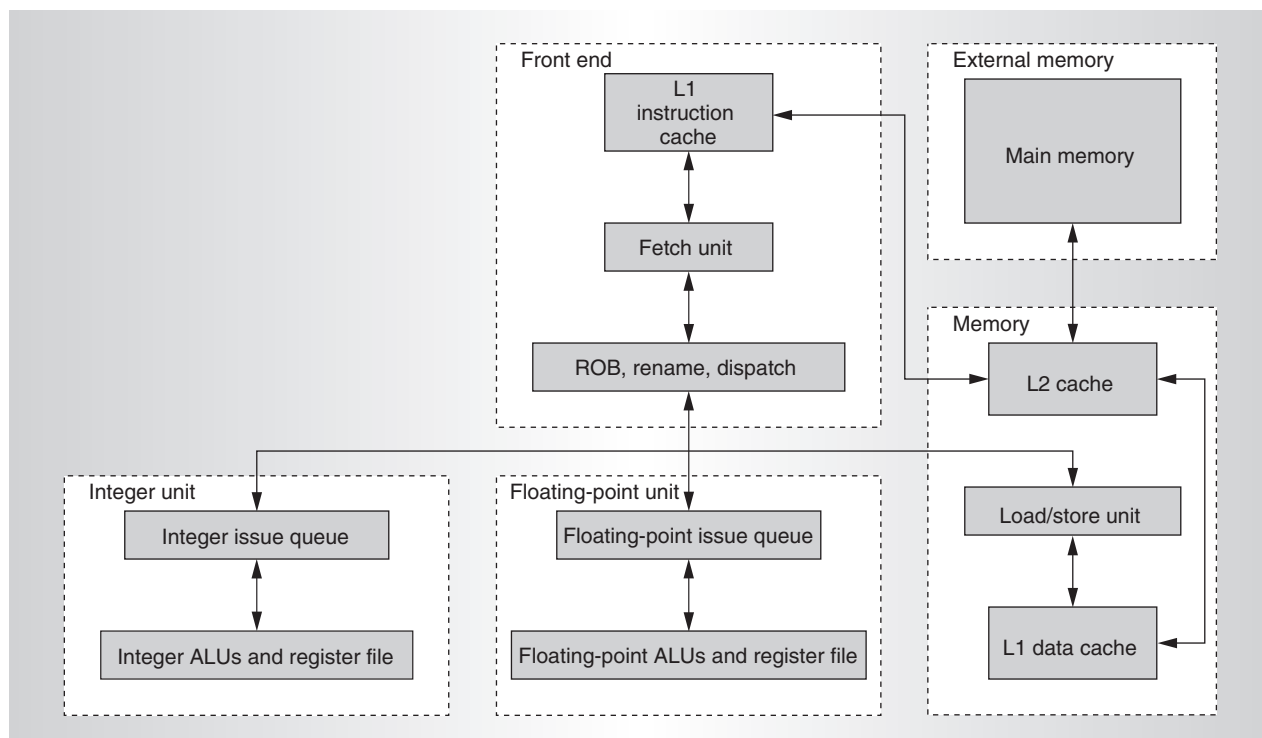 Front end
L1
instruction
cache
Fetch unit
ROB, rename, dispatch
External memory
Main memory
Memory
L2 cache
Load/store unit
L1 data cache
Integer unit
Integer issue queue
Integer ALUs and register file
Floating-point unit
Floating-point issue queue
Floating-point ALUs and register file